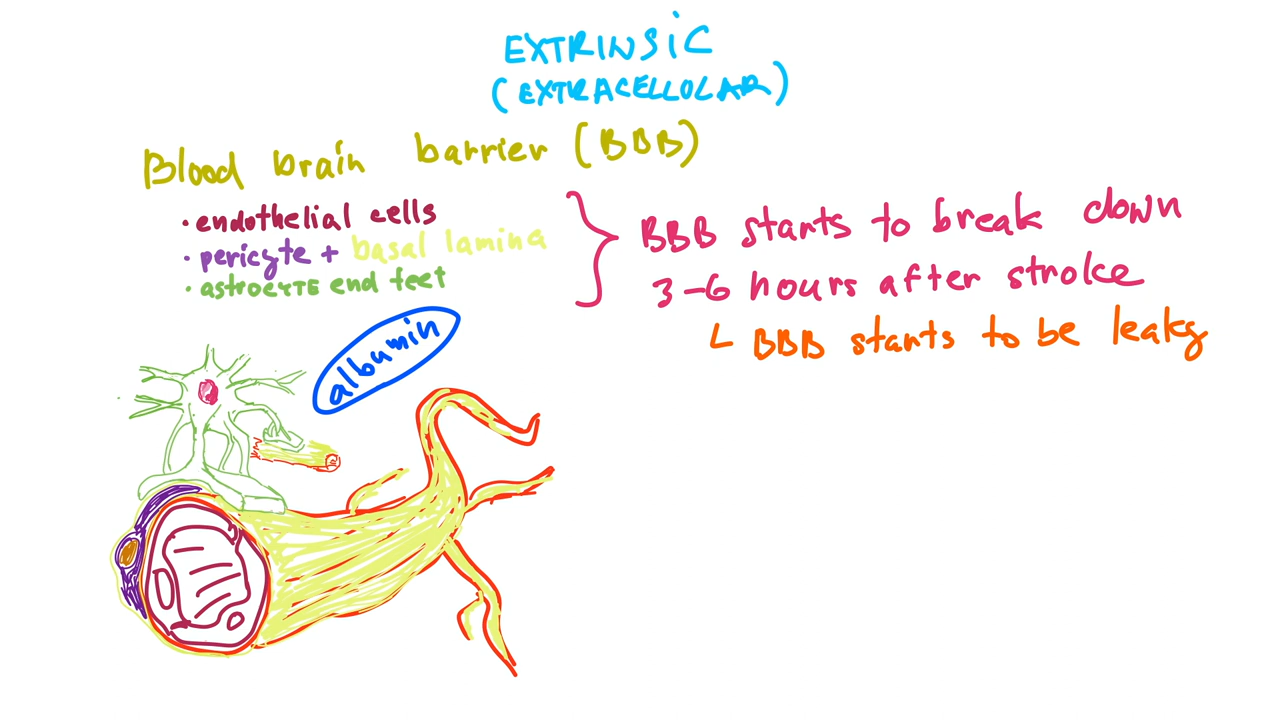 EXTRINSIC
(EXTRACELLOLAR)
Blood brain barrier (BBB)
• endothelial cells
• pericyte + basal lamina
• astrocyte end feet
BBB starts to break down
3-6 hours after stroke
BBB starts to be leaky
albumin